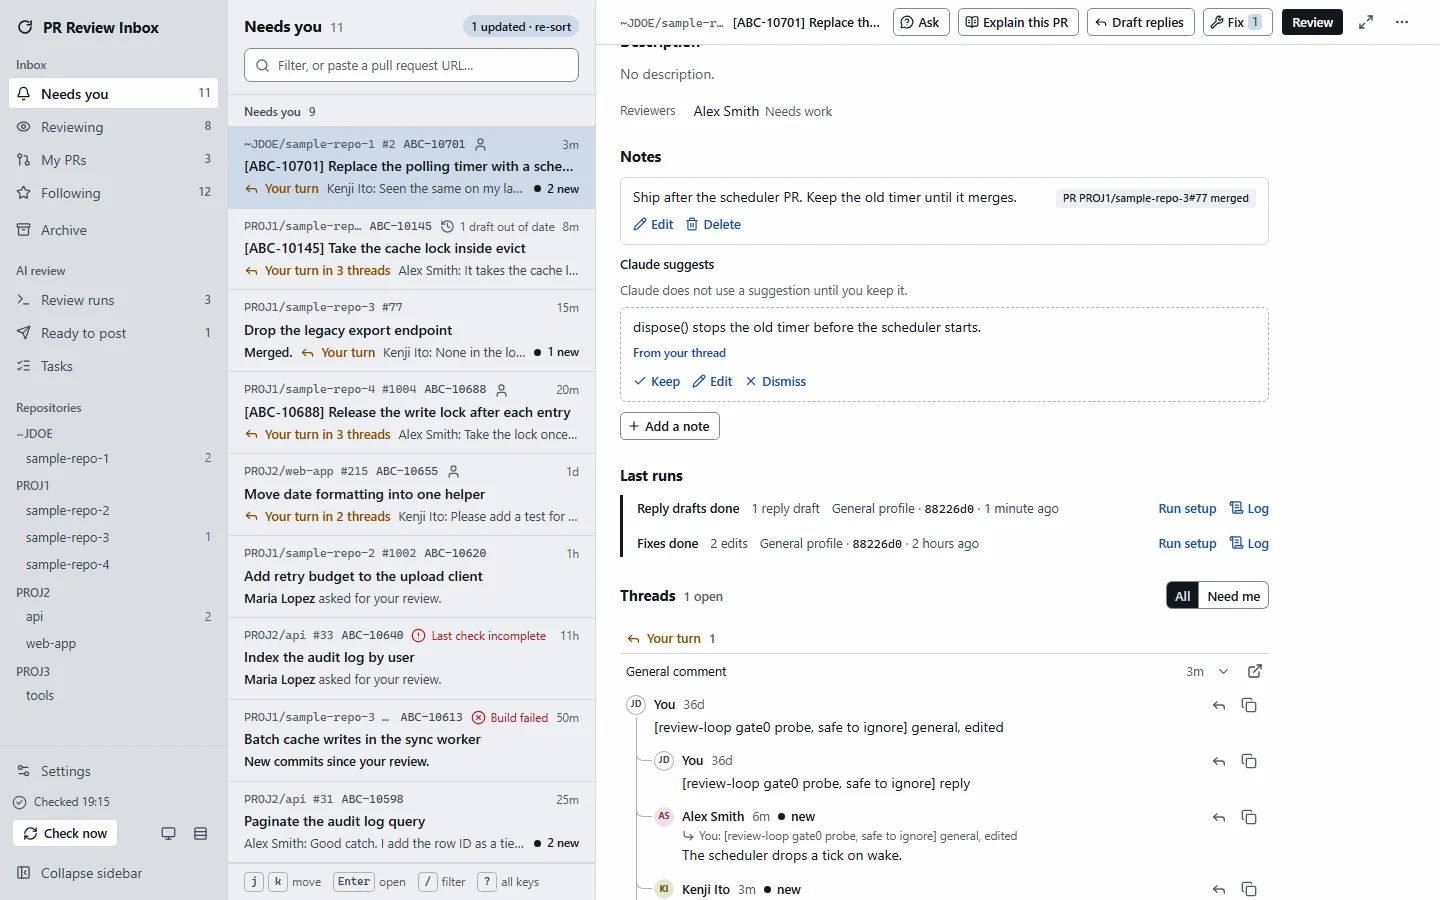 PR Review Inbox
Inbox
Needs you 11
Reviewing 8
My PRs 3
Following 12
Archive
AI review
Review runs 3
Ready to post 1
Tasks
Repositories
~JDOE
sample-repo-1 2
PROJ1
sample-repo-2
sample-repo-3 1
sample-repo-4
PROJ2
api 2
web-app
PROJ3
tools
Settings
Checked 19:15
Check now
Collapse sidebar
Needs you 11
1 updated · re-sort
Filter, or paste a pull request URL...
Needs you 9
~JDOE/sample-repo-1 #2 ABC-10701 3m
[ABC-10701] Replace the polling timer with a sche...
Your turn Kenji Ito: Seen the same on my la... 2 new
PROJ1/sample-rep... ABC-10145 1 draft out of date 8m
[ABC-10145] Take the cache lock inside evict
Your turn in 3 threads Alex Smith: It takes the cache l...
PROJ1/sample-repo-3 #77 15m
Drop the legacy export endpoint
Merged. Your turn Kenji Ito: None in the lo... 1 new
PROJ1/sample-repo-4 #1004 ABC-10688 20m
[ABC-10688] Release the write lock after each entry
Your turn in 3 threads Alex Smith: Take the lock once...
PROJ2/web-app #215 ABC-10655 1d
Move date formatting into one helper
Your turn in 2 threads Kenji Ito: Please add a test for ...
PROJ1/sample-repo-2 #1002 ABC-10620 1h
Add retry budget to the upload client
Maria Lopez asked for your review.
PROJ2/api #33 ABC-10640 Last check incomplete 11h
Index the audit log by user
Maria Lopez asked for your review.
PROJ1/sample-repo-3 ... ABC-10613 Build failed 50m
Batch cache writes in the sync worker
New commits since your review.
PROJ2/api #31 ABC-10598 25m
Paginate the audit log query
Alex Smith: Good catch. I add the row ID as a tie... 2 new
j k move Enter open / filter ? all keys
~JDOE/sample-r... [ABC-10701] Replace th...
Ask
Explain this PR
Draft replies
Fix 1
Review
Description
No description.
Reviewers Alex Smith Needs work
Notes
Ship after the scheduler PR. Keep the old timer until it merges.
PR PROJ1/sample-repo-3#77 merged
Edit Delete
Claude suggests
Claude does not use a suggestion until you keep it.
dispose() stops the old timer before the scheduler starts.
From your thread
Keep Edit Dismiss
Add a note
Last runs
Reply drafts done 1 reply draft General profile · 88226d0 · 1 minute ago Run setup Log
Fixes done 2 edits General profile · 88226d0 · 2 hours ago Run setup Log
Threads 1 open
All Need me
Your turn 1
General comment 3m
JD You 36d
[review-loop gate0 probe, safe to ignore] general, edited
JD You 36d
[review-loop gate0 probe, safe to ignore] reply
AS Alex Smith 6m new
You: [review-loop gate0 probe, safe to ignore] general, edited
The scheduler drops a tick on wake.
KI Kenji Ito 3m new